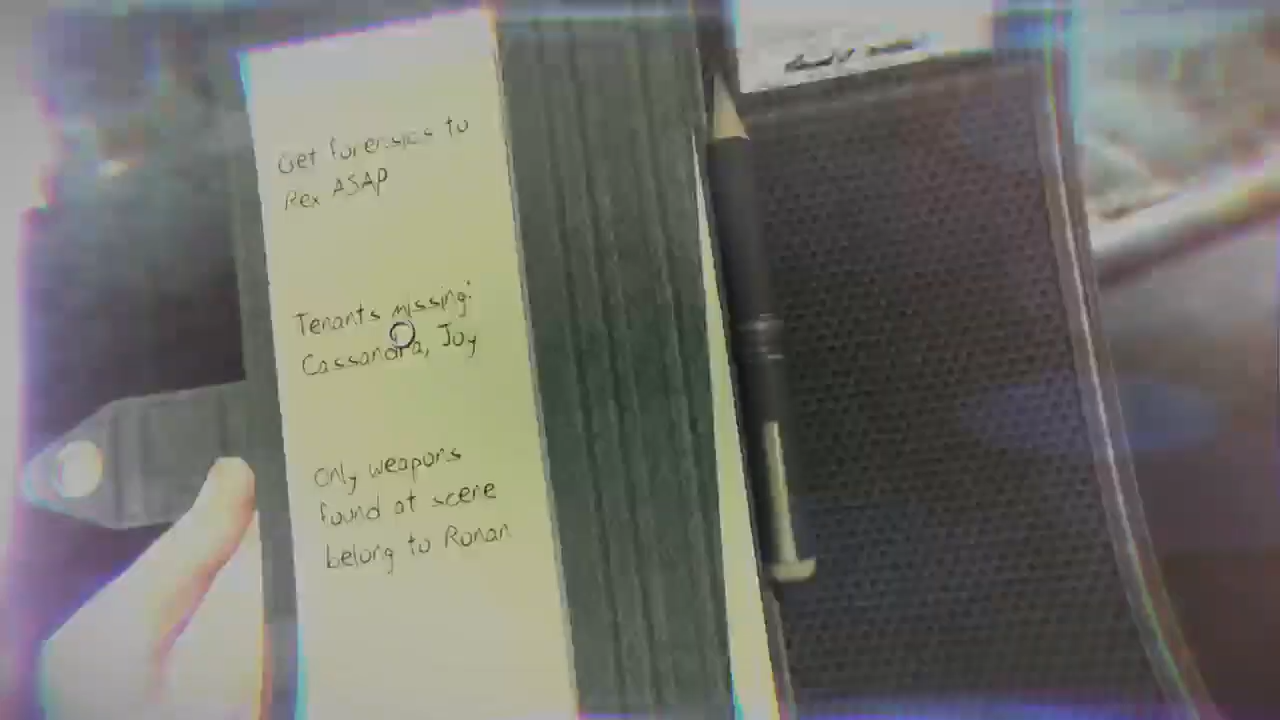 Get forensics to
Rex ASAP
Tenants missing:
Cassandra, Joy
Only weapons
found at scene
belong to Ronan